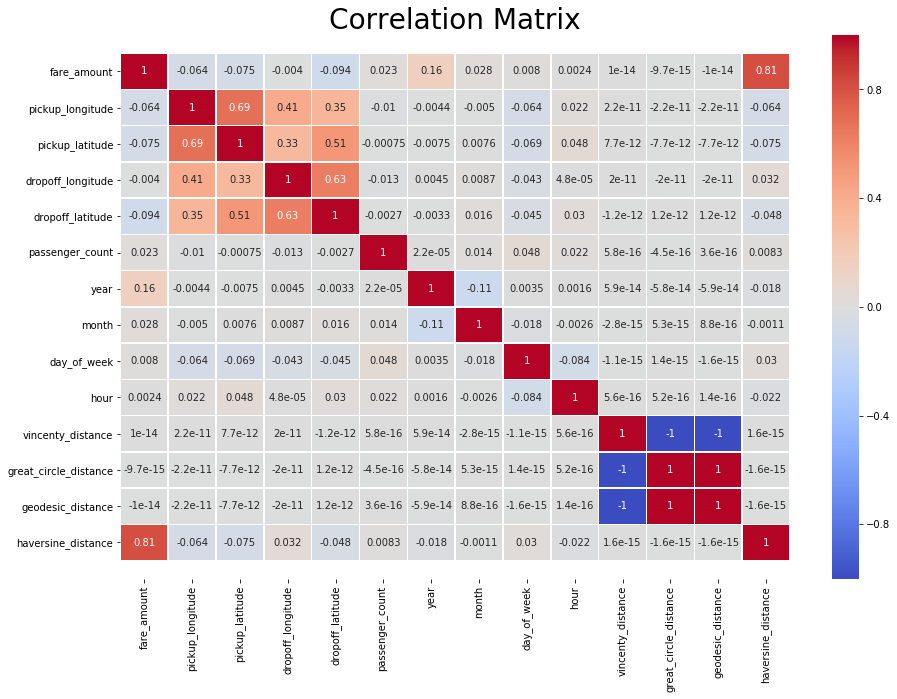 Correlation Matrix
fare_amount 1 -0.064 -0.075 -0.004 -0.094 0.023 0.16 0.028 0.008 0.0024 1e-14 -9.7e-15 -1e-14 0.81
pickup_longitude -0.064 1 0.69 0.41 0.35 -0.01 -0.0044 -0.005 -0.064 0.022 2.2e-11 -2.2e-11 -2.2e-11 -0.064
pickup_latitude -0.075 0.69 1 0.33 0.51 -0.00075 -0.0075 0.0076 -0.069 0.048 7.7e-12 -7.7e-12 -7.7e-12 -0.075
dropoff_longitude -0.004 0.41 0.33 1 0.63 -0.013 0.0045 0.0087 -0.043 4.8e-05 2e-11 -2e-11 -2e-11 0.032
dropoff_latitude -0.094 0.35 0.51 0.63 1 -0.0027 -0.0033 0.016 -0.045 0.03 -1.2e-12 1.2e-12 1.2e-12 -0.048
passenger_count 0.023 -0.01 -0.00075 -0.013 -0.0027 1 2.2e-05 0.014 0.048 0.022 5.8e-16 -4.5e-16 3.6e-16 0.0083
year 0.16 -0.0044 -0.0075 0.0045 -0.0033 2.2e-05 1 -0.11 0.0035 0.0016 5.9e-14 -5.8e-14 -5.9e-14 -0.018
month 0.028 -0.005 0.0076 0.0087 0.016 0.014 -0.11 1 -0.018 -0.0026 -2.8e-15 5.3e-15 8.8e-16 -0.0011
day_of_week 0.008 -0.064 -0.069 -0.043 -0.045 0.048 0.0035 -0.018 1 -0.084 -1.1e-15 1.4e-15 -1.6e-15 0.03
hour 0.0024 0.022 0.048 4.8e-05 0.03 0.022 0.0016 -0.0026 -0.084 1 5.6e-16 5.2e-16 1.4e-16 -0.022
vincenty_distance 1e-14 2.2e-11 7.7e-12 2e-11 -1.2e-12 5.8e-16 5.9e-14 -2.8e-15 -1.1e-15 5.6e-16 1 -1 -1 1.6e-15
great_circle_distance -9.7e-15 -2.2e-11 -7.7e-12 -2e-11 1.2e-12 -4.5e-16 -5.8e-14 5.3e-15 1.4e-15 5.2e-16 -1 1 1 -1.6e-15
geodesic_distance -1e-14 -2.2e-11 -7.7e-12 -2e-11 1.2e-12 3.6e-16 -5.9e-14 8.8e-16 -1.6e-15 1.4e-16 -1 1 1 -1.6e-15
haversine_distance 0.81 -0.064 -0.075 0.032 -0.048 0.0083 -0.018 -0.0011 0.03 -0.022 1.6e-15 -1.6e-15 -1.6e-15 1
fare_amount
pickup_longitude
pickup_latitude
dropoff_longitude
dropoff_latitude
passenger_count
year
month
day_of_week
hour
vincenty_distance
great_circle_distance
geodesic_distance
haversine_distance
0.8
0.4
0.0
-0.4
-0.8